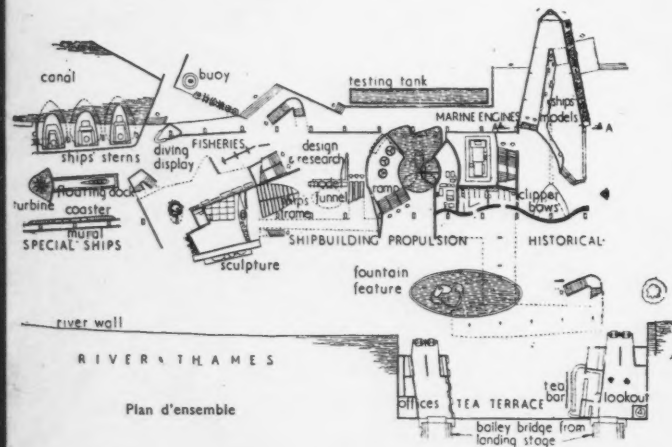 canal
buoy
testing tank
ships models
MARINE ENGINES
A
A
ships' sterns
diving
display
FISHERIES
design
research
model
funnel
ships
frame
ramp
clipper
bows
floating dock
turbine
coaster
mural
SPECIAL SHIPS
sculpture
SHIPBUILDING
PROPULSION
HISTORICAL
fountain
feature
river wall
RIVER THAMES
Plan d'ensemble
offices
TEA TERRACE
tea
bar
lookout
4
bailey bridge from
landing stage